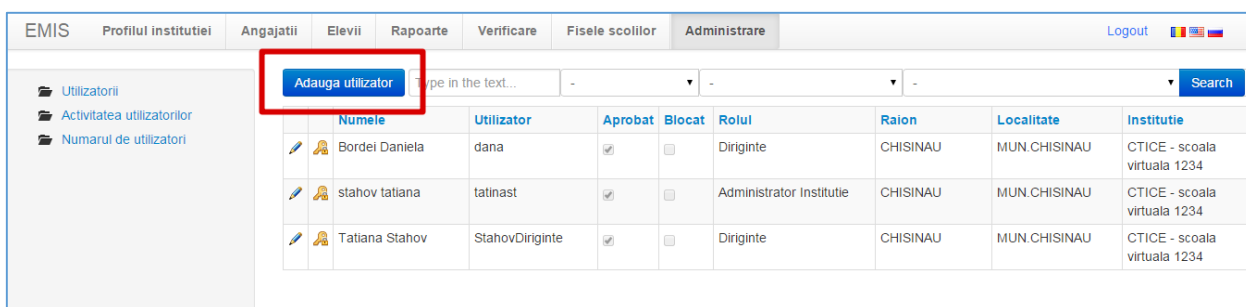 EMIS Profilul institutiei Angajatii Elevii Rapoarte Verificare Fisele scolilor Administrare Logout
Utilizatorii
Activitatea utilizatorilor
Numarul de utilizatori
Adauga utilizator Type in the text... - - - Search
Numele Utilizator Aprobat Blocat Rolul Raion Localitate Institutie
Bordei Daniela dana Diriginte CHISINAU MUN.CHISINAU CTICE - scoala
virtuala 1234
stahov tatiana tatinast Administrator Institutie CHISINAU MUN.CHISINAU CTICE - scoala
virtuala 1234
Tatiana Stahov StahovDiriginte Diriginte CHISINAU MUN.CHISINAU CTICE - scoala
virtuala 1234